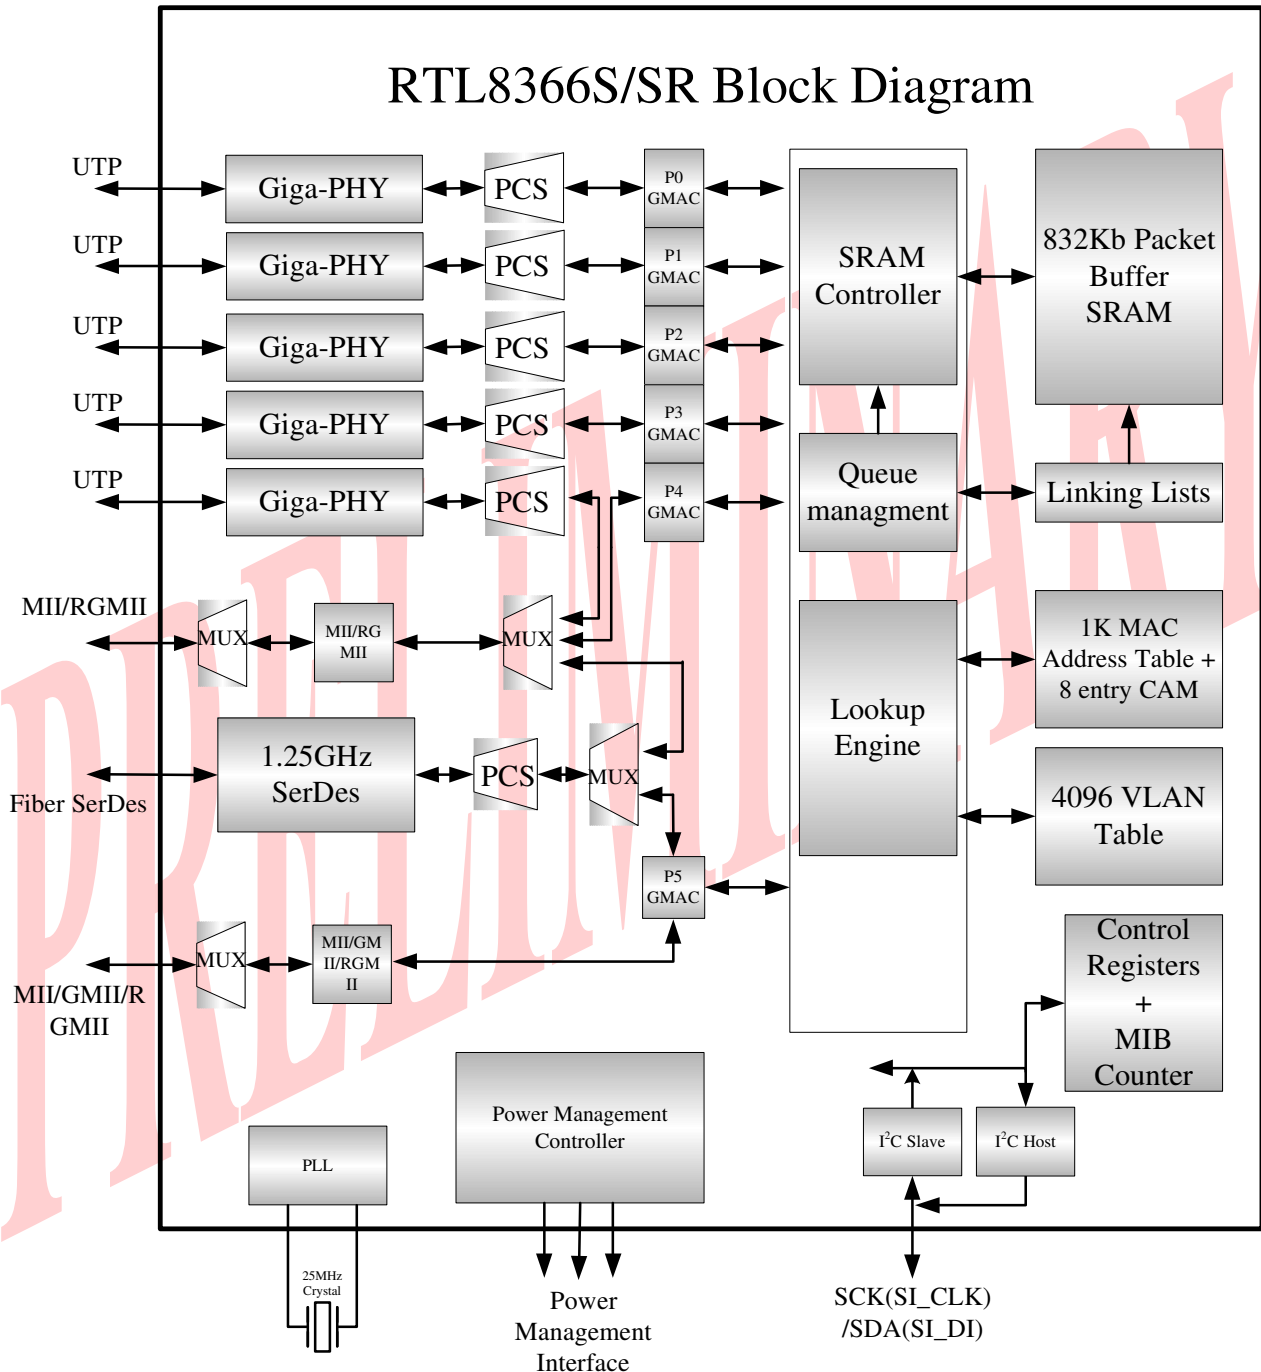 RTL8366S/SR Block Diagram
UTP
Giga-PHY
PCS
P0
GMAC
UTP
Giga-PHY
PCS
P1
GMAC
UTP
Giga-PHY
PCS
P2
GMAC
UTP
Giga-PHY
PCS
P3
GMAC
UTP
Giga-PHY
PCS
P4
GMAC
SRAM
Controller
832Kb Packet
Buffer
SRAM
Queue
managment
Linking Lists
MII/RGMII
MUX
MII/RG
MII
MUX
Lookup
Engine
1K MAC
Address Table +
8 entry CAM
Fiber SerDes
1.25GHz
SerDes
PCS
MUX
4096 VLAN
Table
P5
GMAC
MII/GMII/R
GMII
MUX
MII/GM
II/RGM
II
Control
Registers
+
MIB
Counter
Power Management
Controller
I²C Slave
I²C Host
PLL
25MHz
Crystal
Power
Management
Interface
SCK(SI_CLK)
/SDA(SI_DI)
PRELIMINARY